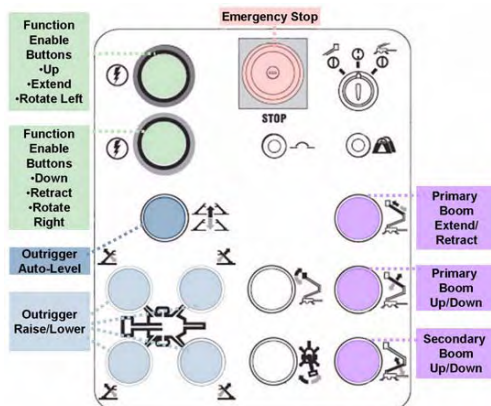 Function
Enable
Buttons
•Up
•Extend
•Rotate Left
Emergency Stop
STOP
Function
Enable
Buttons
•Down
•Retract
•Rotate
Right
Primary
Boom
Extend/
Retract
Outrigger
Auto-Level
Primary
Boom
Up/Down
Outrigger
Raise/Lower
Secondary
Boom
Up/Down